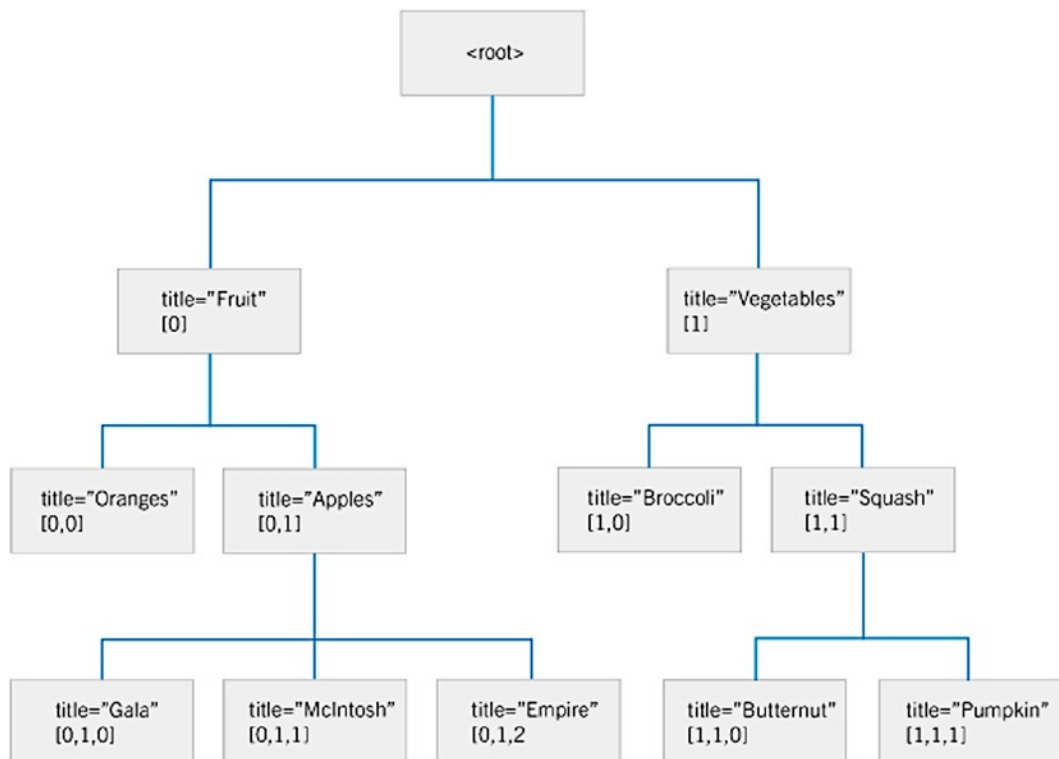 <root>
title="Fruit"
[0]
title="Vegetables"
[1]
title="Oranges"
[0,0]
title="Apples"
[0,1]
title="Broccoli"
[1,0]
title="Squash"
[1,1]
title="Gala"
[0,1,0]
title="McIntosh"
[0,1,1]
title="Empire"
[0,1,2
title="Butternut"
[1,1,0]
title="Pumpkin"
[1,1,1]